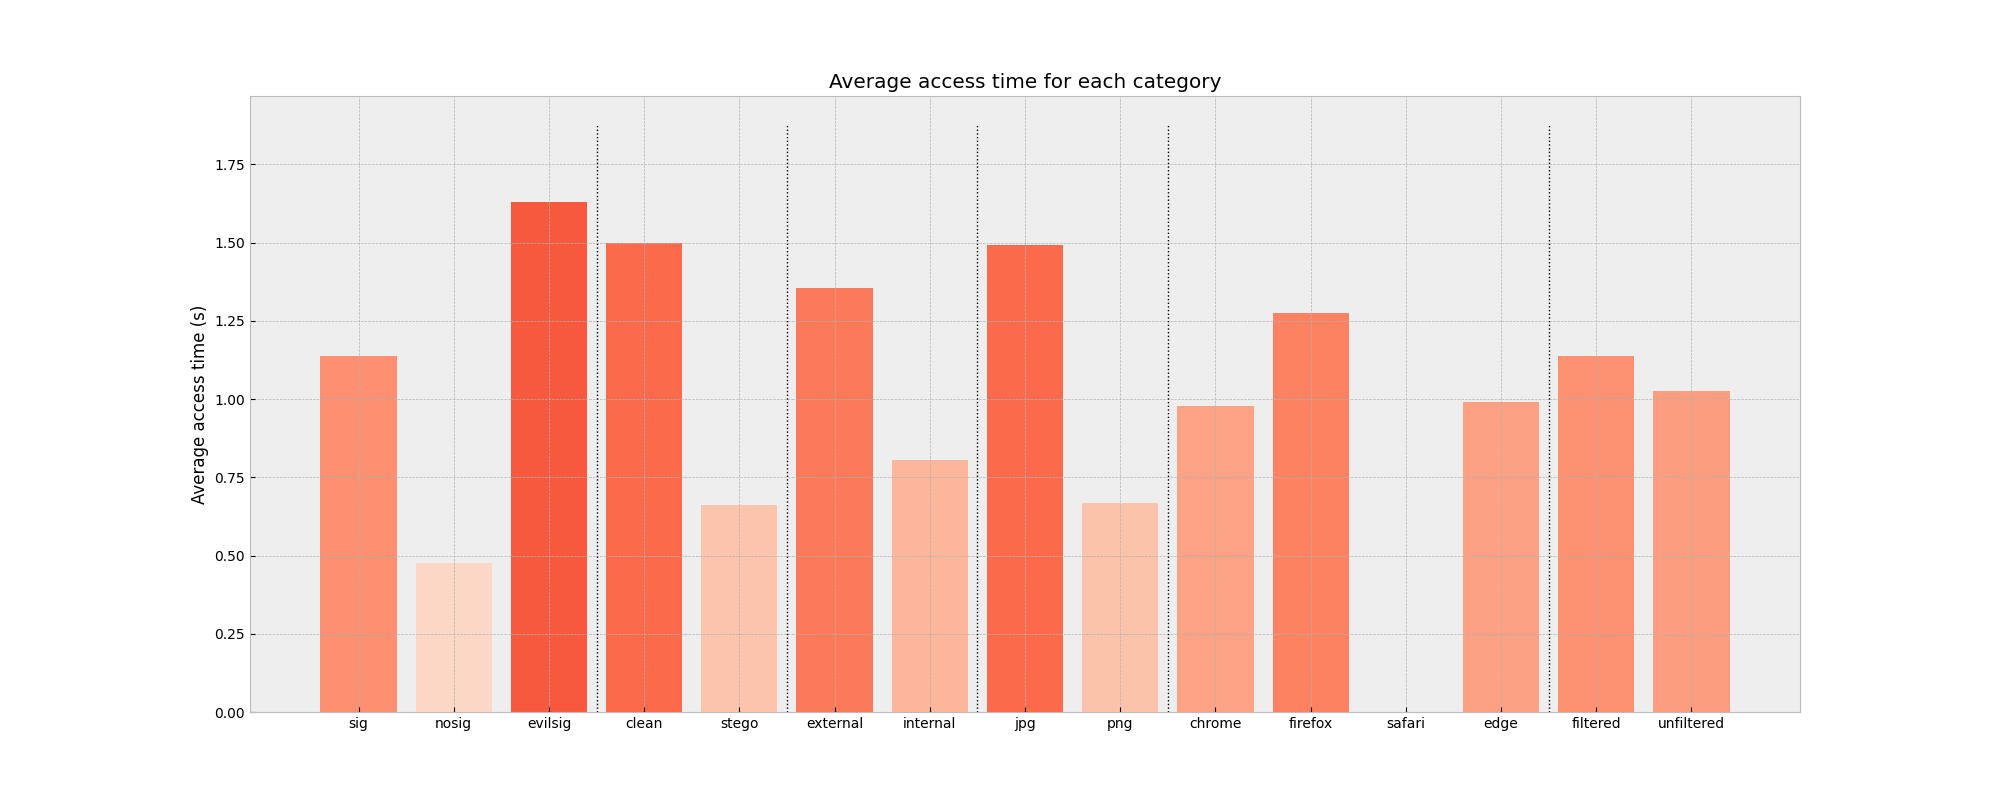 Average access time for each category
Average access time (s)
1.75
1.50
1.25
1.00
0.75
0.50
0.25
0.00
sig nosig evilsig clean stego external internal jpg png chrome firefox safari edge filtered unfiltered